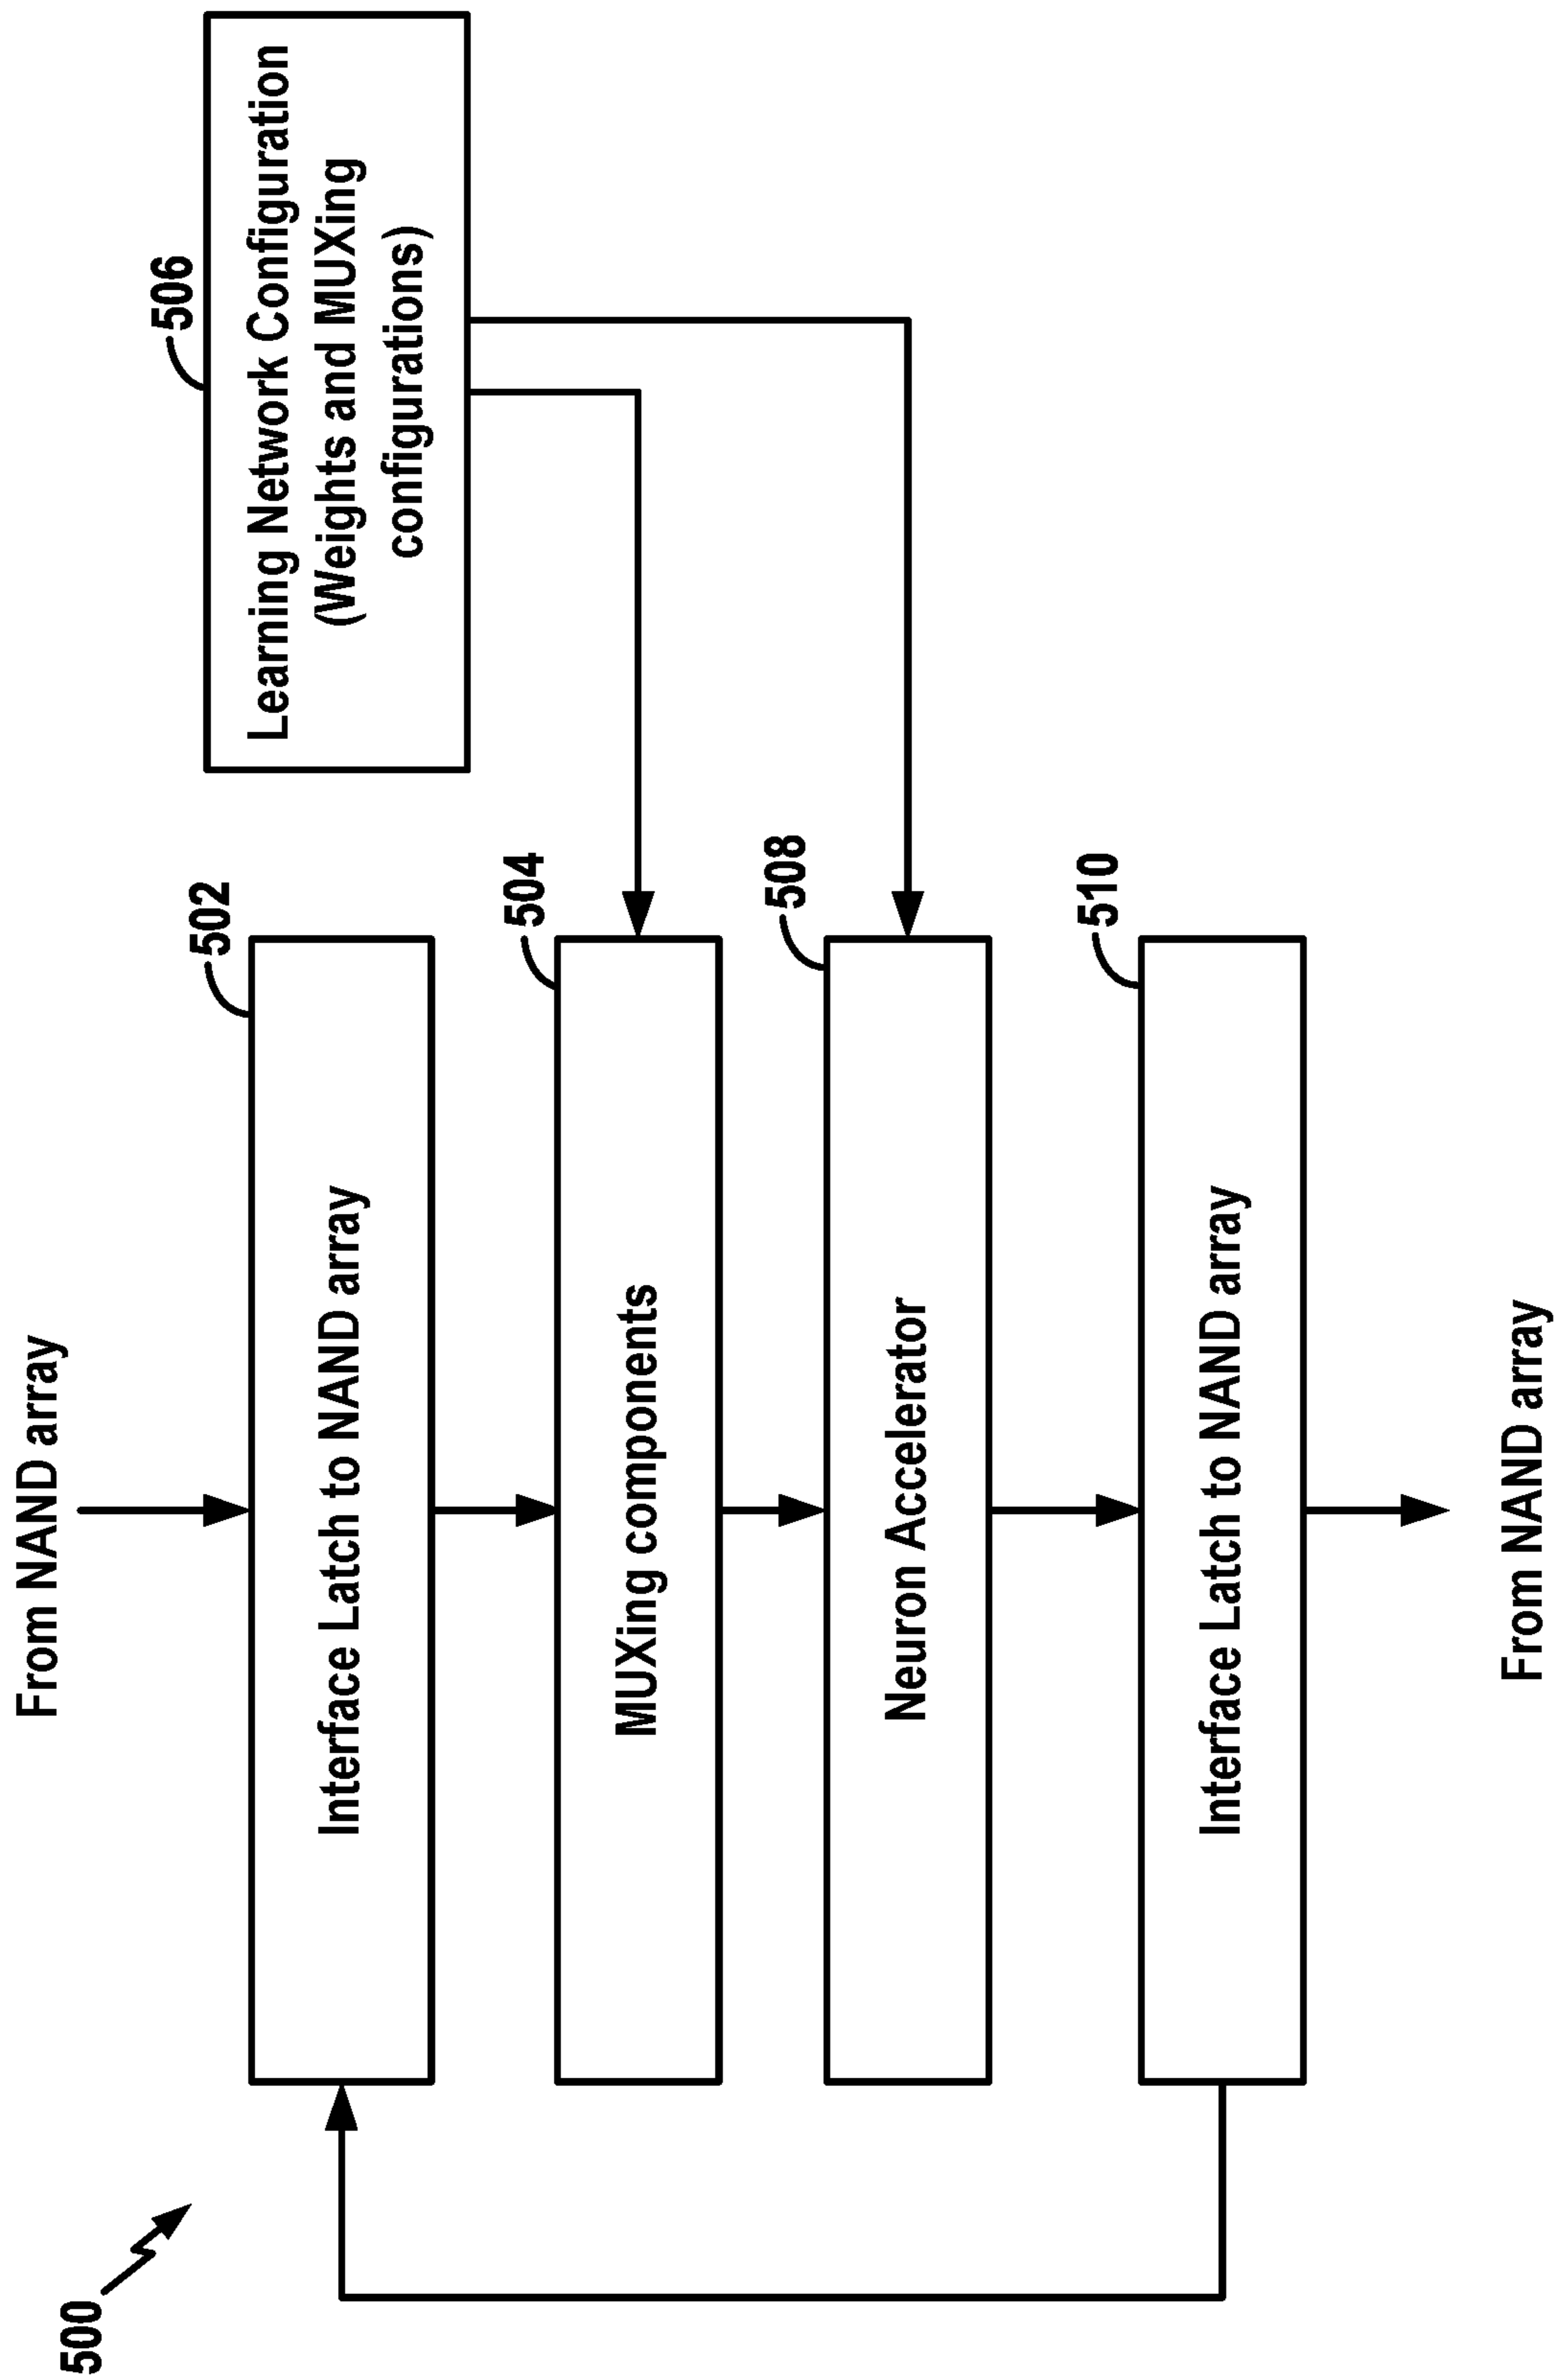 500
From NAND array
502
Interface Latch to NAND array
506
Learning Network Configuration
(Weights and MUXing
configurations)
504
MUXing components
508
Neuron Accelerator
510
Interface Latch to NAND array
From NAND array